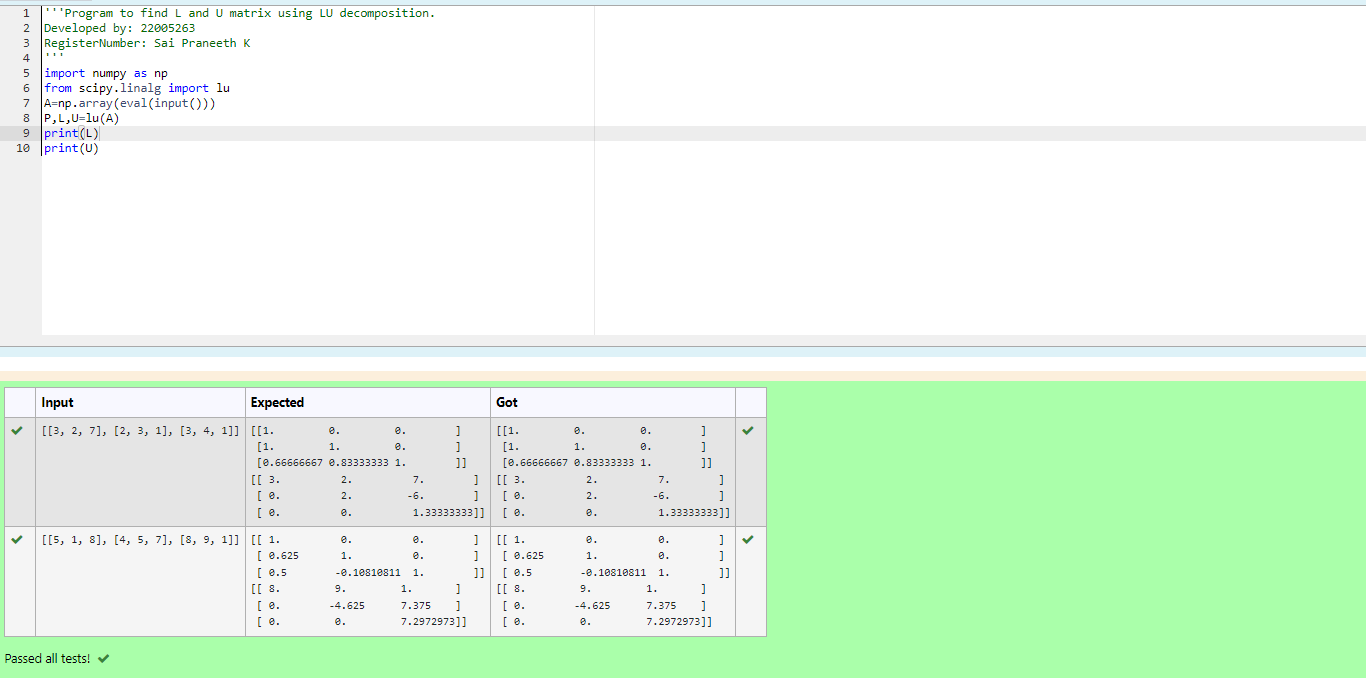 1 '''Program to find L and U matrix using LU decomposition.
2 Developed by: 22005263
3 RegisterNumber: Sai Praneeth K
4 '''
5 import numpy as np
6 from scipy.linalg import lu
7 A=np.array(eval(input()))
8 P,L,U=lu(A)
9 print(L)
10 print(U)
Input Expected Got
[[3, 2, 7], [2, 3, 1], [3, 4, 1]] [[1. 0. 0. ] [[1. 0. 0. ]
[1. 1. 0. ] [1. 1. 0. ]
[0.66666667 0.83333333 1. ]] [0.66666667 0.83333333 1. ]]
[[ 3. 2. 7. ] [[ 3. 2. 7. ]
[ 0. 2. -6. ] [ 0. 2. -6. ]
[ 0. 0. 1.33333333]] [ 0. 0. 1.33333333]]
[[5, 1, 8], [4, 5, 7], [8, 9, 1]] [[ 1. 0. 0. ] [[ 1. 0. 0. ]
[ 0.625 1. 0. ] [ 0.625 1. 0. ]
[ 0.5 -0.10810811 1. ]] [ 0.5 -0.10810811 1. ]]
[[ 8. 9. 1. ] [[ 8. 9. 1. ]
[ 0. -4.625 7.375 ] [ 0. -4.625 7.375 ]
[ 0. 0. 7.2972973]] [ 0. 0. 7.2972973]]
Passed all tests!